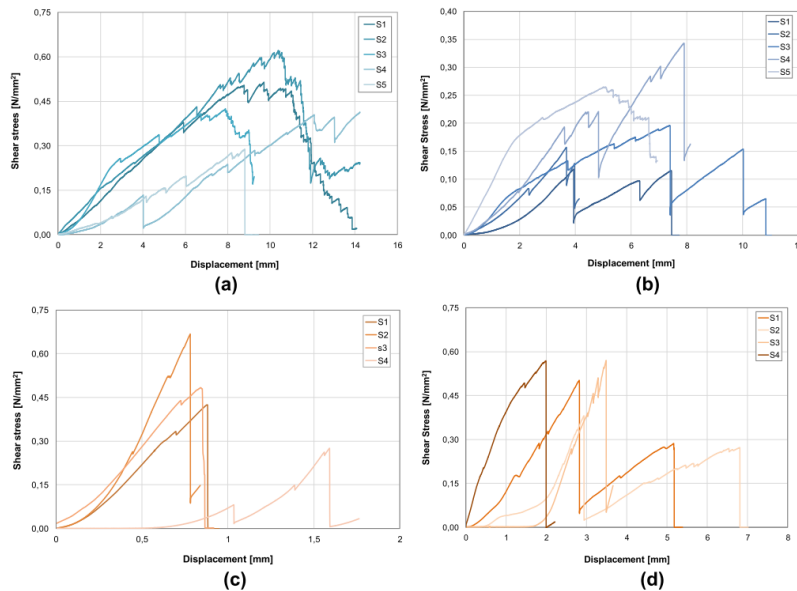 0,75
0,60
0,45
0,30
0,15
0,00
Shear strees [N/mm²]
0 2 4 6 8 10 12 14 16
Displacement [mm]
S1
S2
S3
S4
S5
(a)
0,40
0,35
0,30
0,25
0,20
0,15
0,10
0,05
0,00
Shear Stress [N/mm²]
0 2 4 6 8 10
Displacement [mm]
S1
S2
S3
S4
S5
(b)
0,75
0,60
0,45
0,30
0,15
0,00
Shear stress [N/mm²]
0 0,5 1 1,5 2
Displacement [mm]
S1
S2
s3
S4
(c)
0,75
0,60
0,45
0,30
0,15
0,00
Shear Stress [N/mm²]
0 1 2 3 4 5 6 7 8
Displacement [mm]
S1
S2
S3
S4
(d)